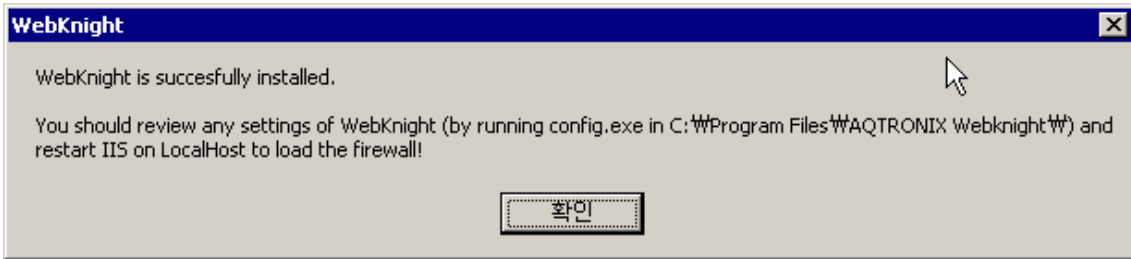 WebKnight
WebKnight is succesfully installed.
You should review any settings of WebKnight (by running config.exe in C:₩Program Files₩AQTRONIX Webknight₩) and
restart IIS on LocalHost to load the firewall!
확인